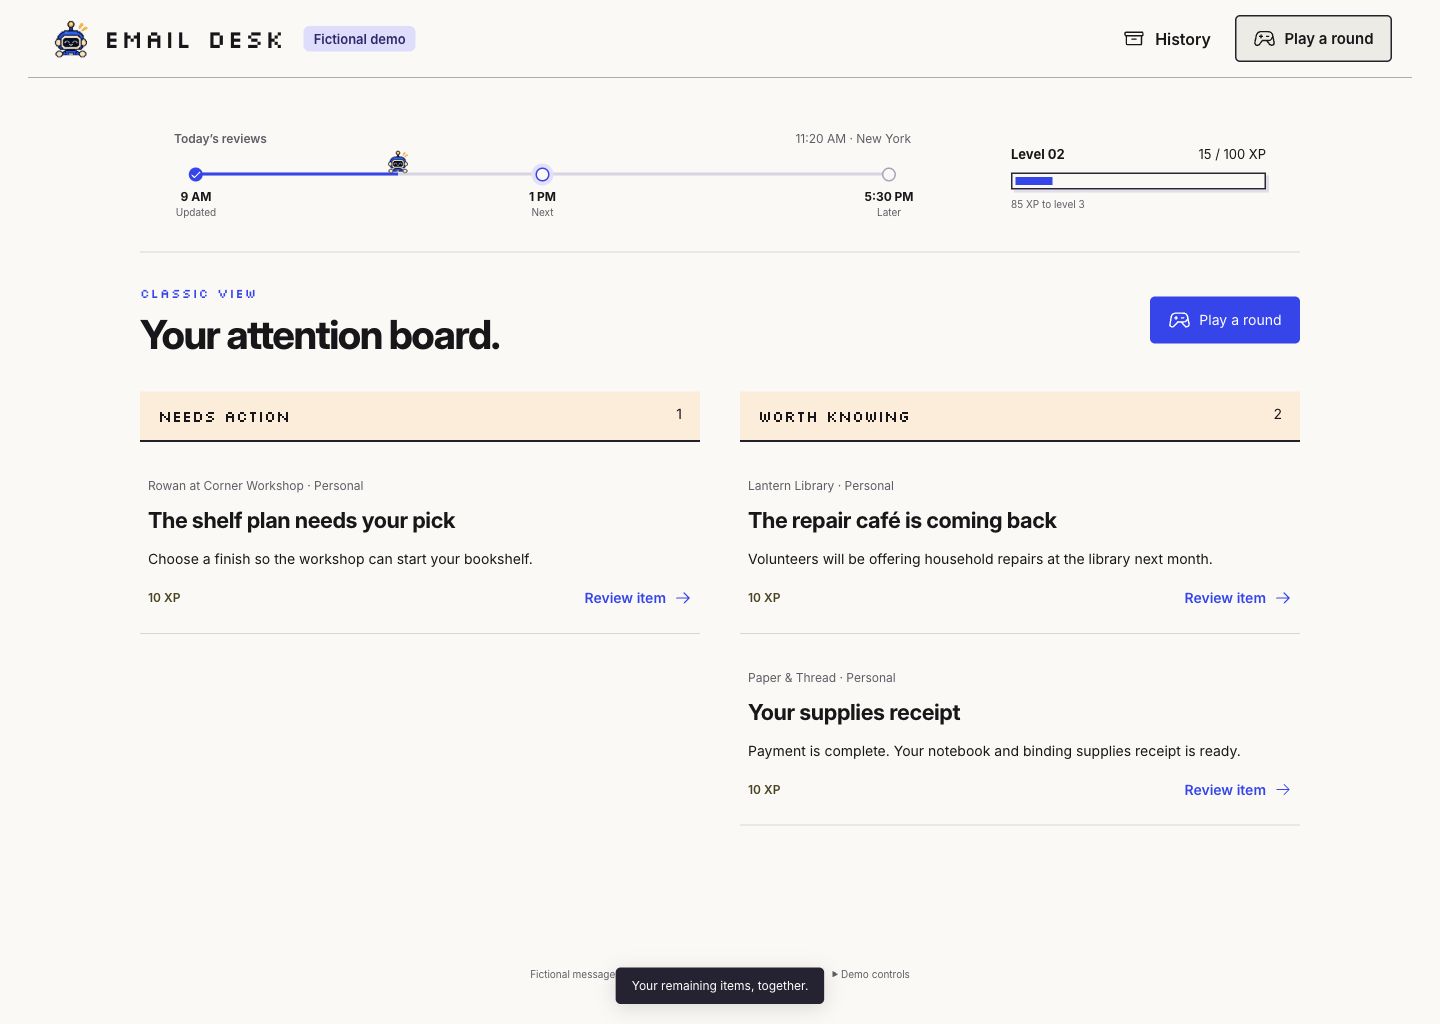 EMAIL DESK
Fictional demo
History
Play a round
Today's reviews
11:20 AM · New York
9 AM
Updated
1 PM
Next
5:30 PM
Later
Level 02
15 / 100 XP
85 XP to level 3
CLASSIC VIEW
Your attention board.
Play a round
NEEDS ACTION
1
Rowan at Corner Workshop · Personal
The shelf plan needs your pick
Choose a finish so the workshop can start your bookshelf.
10 XP
Review item
WORTH KNOWING
2
Lantern Library · Personal
The repair café is coming back
Volunteers will be offering household repairs at the library next month.
10 XP
Review item
Paper & Thread · Personal
Your supplies receipt
Payment is complete. Your notebook and binding supplies receipt is ready.
10 XP
Review item
Fictional message
Your remaining items, together.
Demo controls